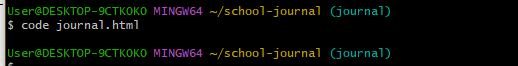 User@DESKTOP-9CTKOKO MINGW64 ~/school-journal (journal)
$ code journal.html
User@DESKTOP-9CTKOKO MINGW64 ~/school-journal (journal)